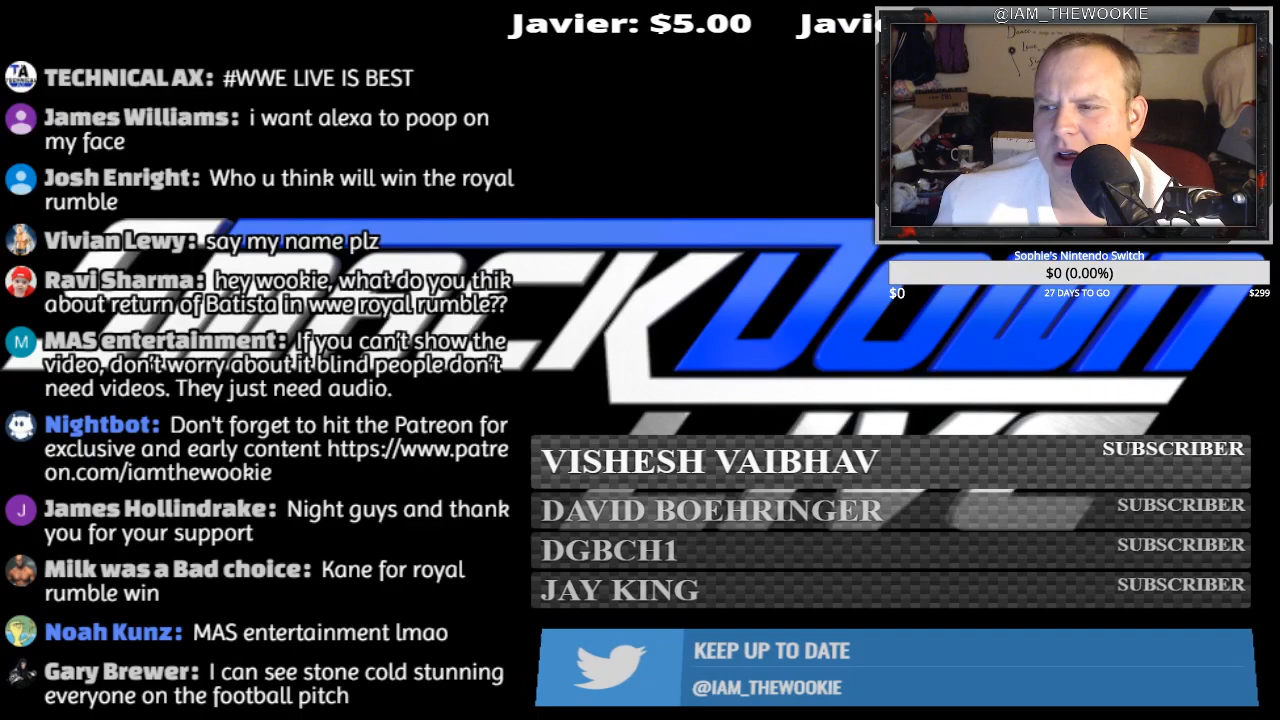 Javier: $5.00 Javie
@IAM_THEWOOKIE
TECHNICAL AX: #WWE LIVE IS BEST
James Williams: i want alexa to poop on
my face
Josh Enright: Who u think will win the royal
rumble
Vivian Lewy: say my name plz
Ravi Sharma: hey wookie, what do you thik
about return of Batista in wwe royal rumble??
MAS entertainment: If you can't show the
video, don't worry about it blind people don't
need videos. They just need audio.
Nightbot: Don't forget to hit the Patreon for
exclusive and early content https://www.patre
on.com/iamthewookie
James Hollindrake: Night guys and thank
you for your support
Milk was a Bad choice: Kane for royal
rumble win
Noah Kunz: MAS entertainment lmao
Gary Brewer: I can see stone cold stunning
everyone on the football pitch
Sophie's Nintendo Switch
$0 (0.00%)
$0 27 DAYS TO GO $299
SMACKDOWN
LIVE
VISHESH VAIBHAV SUBSCRIBER
DAVID BOEHRINGER SUBSCRIBER
DGBCH1 SUBSCRIBER
JAY KING SUBSCRIBER
KEEP UP TO DATE
@IAM_THEWOOKIE
TA
M
J